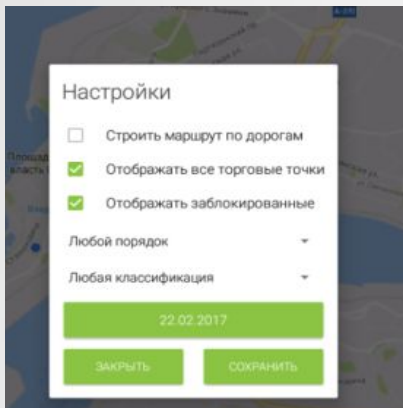 Настройки
Строить маршрут по дорогам
Отображать все торговые точки
Отображать заблокированные
Любой порядок
Любая классификация
22.02.2017
ЗАКРЫТЬ
СОХРАНИТЬ